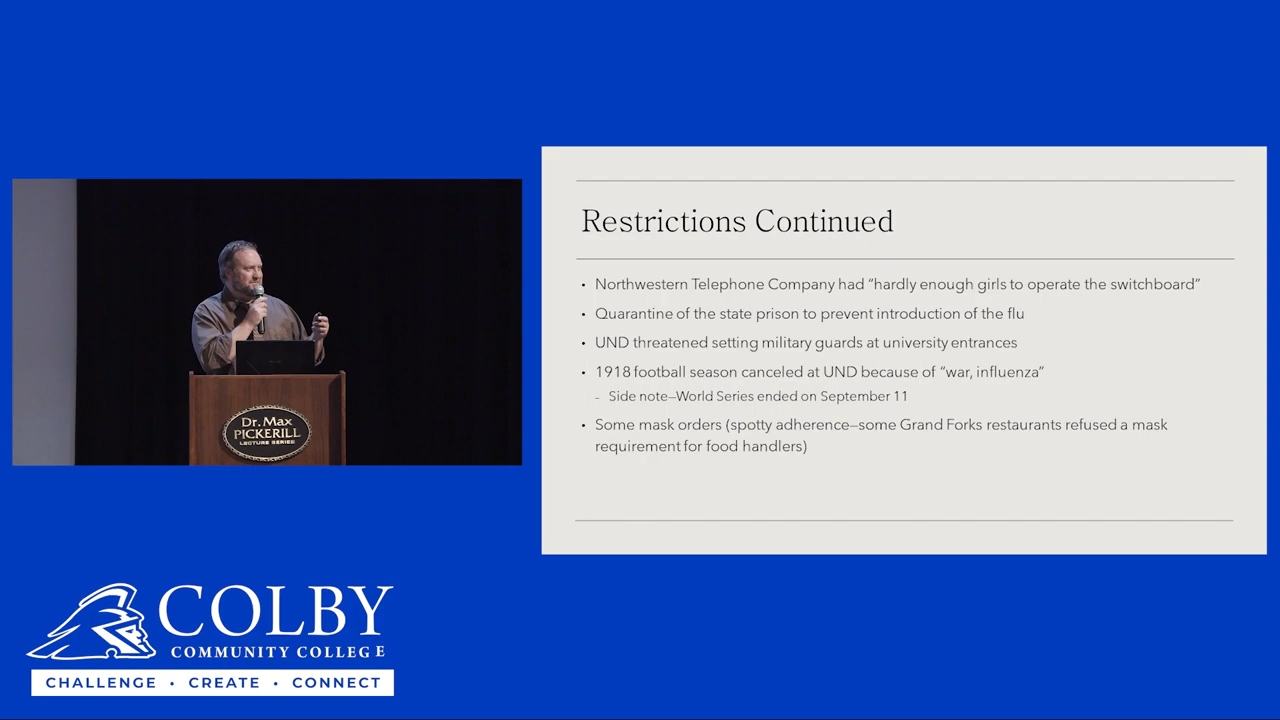 Restrictions Continued
• Northwestern Telephone Company had “hardly enough girls to operate the switchboard”
• Quarantine of the state prison to prevent introduction of the flu
• UND threatened setting military guards at university entrances
• 1918 football season canceled at UND because of “war, influenza”
- Side note—World Series ended on September 11
• Some mask orders (spotty adherence—some Grand Forks restaurants refused a mask
requirement for food handlers)
Dr. Max
PICKERILL
LECTURE SERIES
COLBY
COMMUNITY COLLEGE
CHALLENGE • CREATE • CONNECT